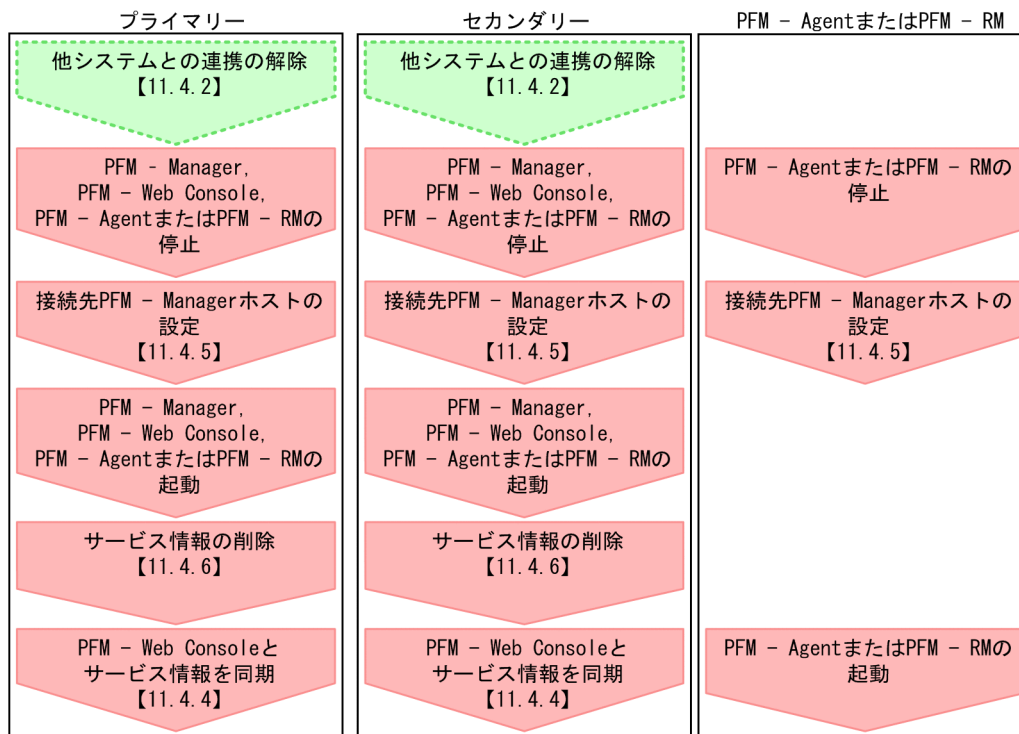 プライマリー
他システムとの連携の解除
【11.4.2】
PFM - Manager,
PFM - Web Console,
PFM - AgentまたはPFM - RMの
停止
接続先PFM - Managerホストの
設定
【11.4.5】
PFM - Manager,
PFM - Web Console,
PFM - AgentまたはPFM - RMの
起動
サービス情報の削除
【11.4.6】
PFM - Web Consoleと
サービス情報を同期
【11.4.4】
セカンダリー
他システムとの連携の解除
【11.4.2】
PFM - Manager,
PFM - Web Console,
PFM - AgentまたはPFM - RMの
停止
接続先PFM - Managerホストの
設定
【11.4.5】
PFM - Manager,
PFM - Web Console,
PFM - AgentまたはPFM - RMの
起動
サービス情報の削除
【11.4.6】
PFM - Web Consoleと
サービス情報を同期
【11.4.4】
PFM - AgentまたはPFM - RM
PFM - AgentまたはPFM - RMの
停止
接続先PFM - Managerホストの
設定
【11.4.5】
PFM - AgentまたはPFM - RMの
起動